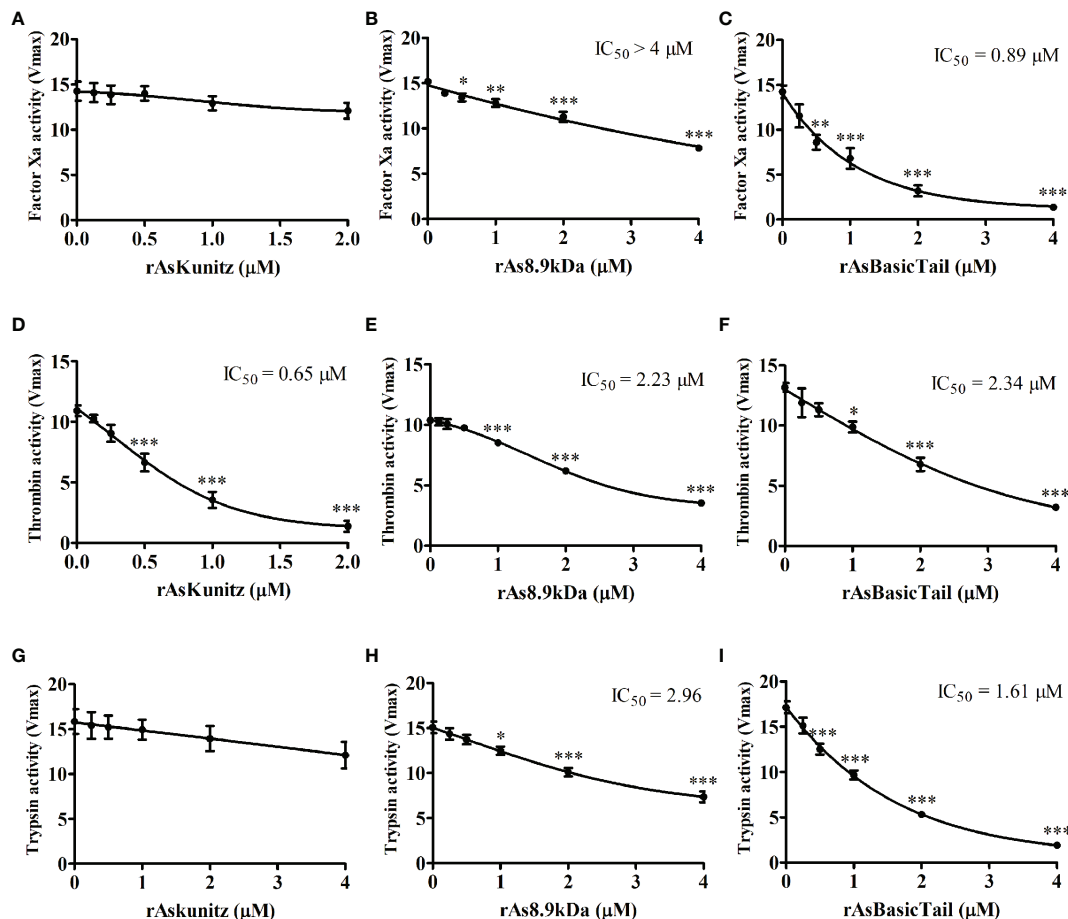 A
Factor Xa activity (Vmax)
20
15
10
5
0
0.0 0.5 1.0 1.5 2.0
rAsKunitz (μM)
B
Factor Xa activity (Vmax)
20
15
10
5
0
IC50 > 4 μM
* ** *** ***
0 1 2 3 4
rAs8.9kDa (μM)
C
Factor Xa activity (Vmax)
20
15
10
5
0
IC50 = 0.89 μM
** *** *** ***
0 1 2 3 4
rAsBasicTail (μM)
D
Thrombin activity (Vmax)
15
10
5
0
IC50 = 0.65 μM
*** *** ***
0.0 0.5 1.0 1.5 2.0
rAsKunitz (μM)
E
Thrombin activity (Vmax)
15
10
5
0
IC50 = 2.23 μM
*** *** ***
0 1 2 3 4
rAs8.9kDa (μM)
F
Thrombin activity (Vmax)
15
10
5
0
IC50 = 2.34 μM
* *** ***
0 1 2 3 4
rAsBasicTail (μM)
G
Trypsin activity (Vmax)
20
15
10
5
0
0 1 2 3 4
rAskunitz (μM)
H
Trypsin activity (Vmax)
20
15
10
5
0
IC50 = 2.96
* *** ***
0 1 2 3 4
rAs8.9kDa (μM)
I
Trypsin activity (Vmax)
20
15
10
5
0
IC50 = 1.61 μM
*** *** *** ***
0 1 2 3 4
rAsBasicTail (μM)